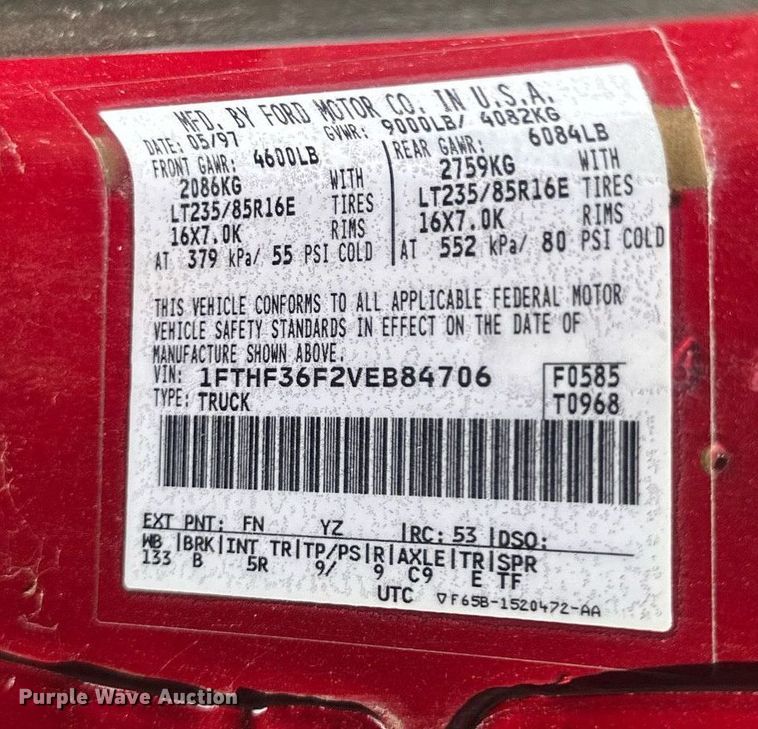 MFD. BY FORD MOTOR CO. IN U.S.A.
DATE: 05/97 GVWR: 9000LB/ 4082KG
FRONT GAWR: 4600LB REAR GAWR: 6084LB
2086KG WITH 2759KG WITH
LT235/85R16E TIRES LT235/85R16E TIRES
16X7.0K RIMS 16X7.0K RIMS
AT 379 kPa/ 55 PSI COLD AT 552 kPa/ 80 PSI COLD
THIS VEHICLE CONFORMS TO ALL APPLICABLE FEDERAL MOTOR
VEHICLE SAFETY STANDARDS IN EFFECT ON THE DATE OF
MANUFACTURE SHOWN ABOVE.
VIN: 1FTHF36F2VEB84706 F0585
TYPE: TRUCK T0968
EXT PNT: FN YZ |RC: 53 |DSO:
WB |BRK|INT TR|TP/PS|R|AXLE|TR|SPR
133 B 5R 9/ 9 C9 E TF
UTC ▽F65B-1520472-AA
Purple Wave Auction